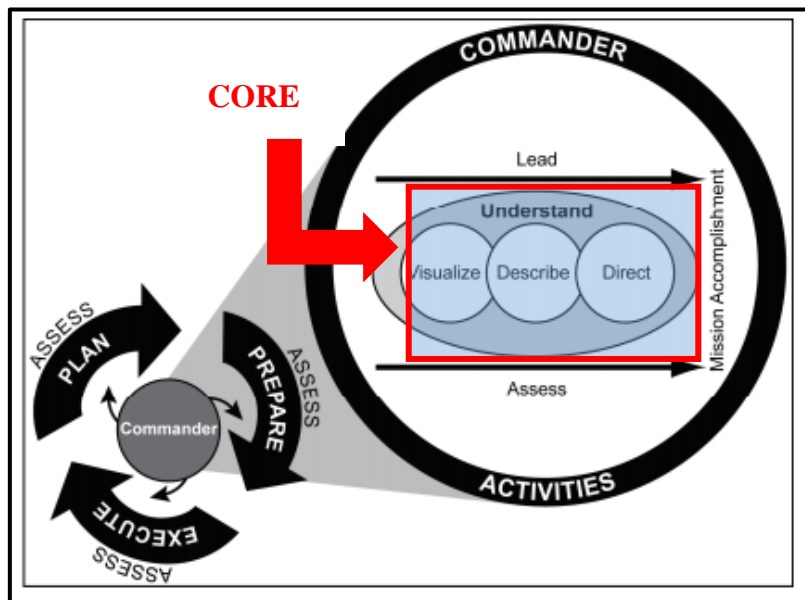 COMMANDER
CORE
Lead
Understand
Visualize
Describe
Direct
Mission Accomplishment
Assess
ACTIVITIES
ASSESS
PLAN
PREPARE
ASSESS
Commander
EXECUTE
ASSESS